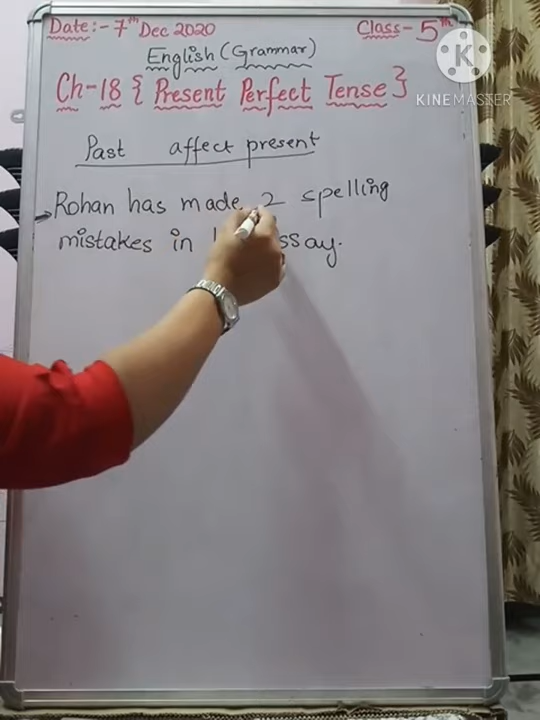 Date:- 7th Dec 2020
Class- 5th
English (Grammar)
Ch-18 { Present Perfect Tense }
Past affect present
Rohan has made 2 spelling
mistakes in essay.
KINEMASTER